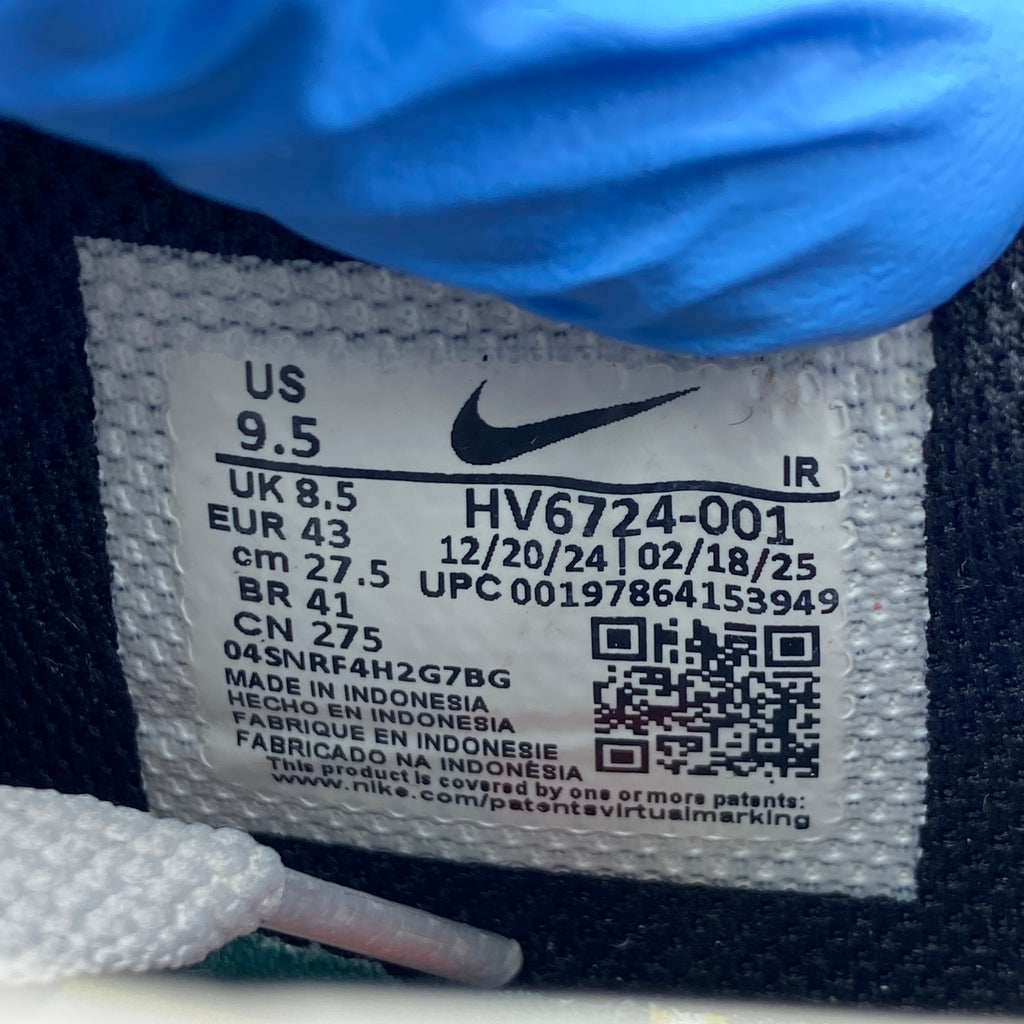 US
9.5
IR
UK 8.5
EUR 43
cm 27.5
BR 41
CN 275
HV6724-001
12/20/24 | 02/18/25
UPC 00197864153949
04SNRF4H2G7BG
MADE IN INDONESIA
HECHO EN INDONESIA
FABRIQUE EN INDONESIE
FABRICADO NA INDONÉSIA
This product is covered by one or more patents:
www.nike.com/patentsvirtualmarking